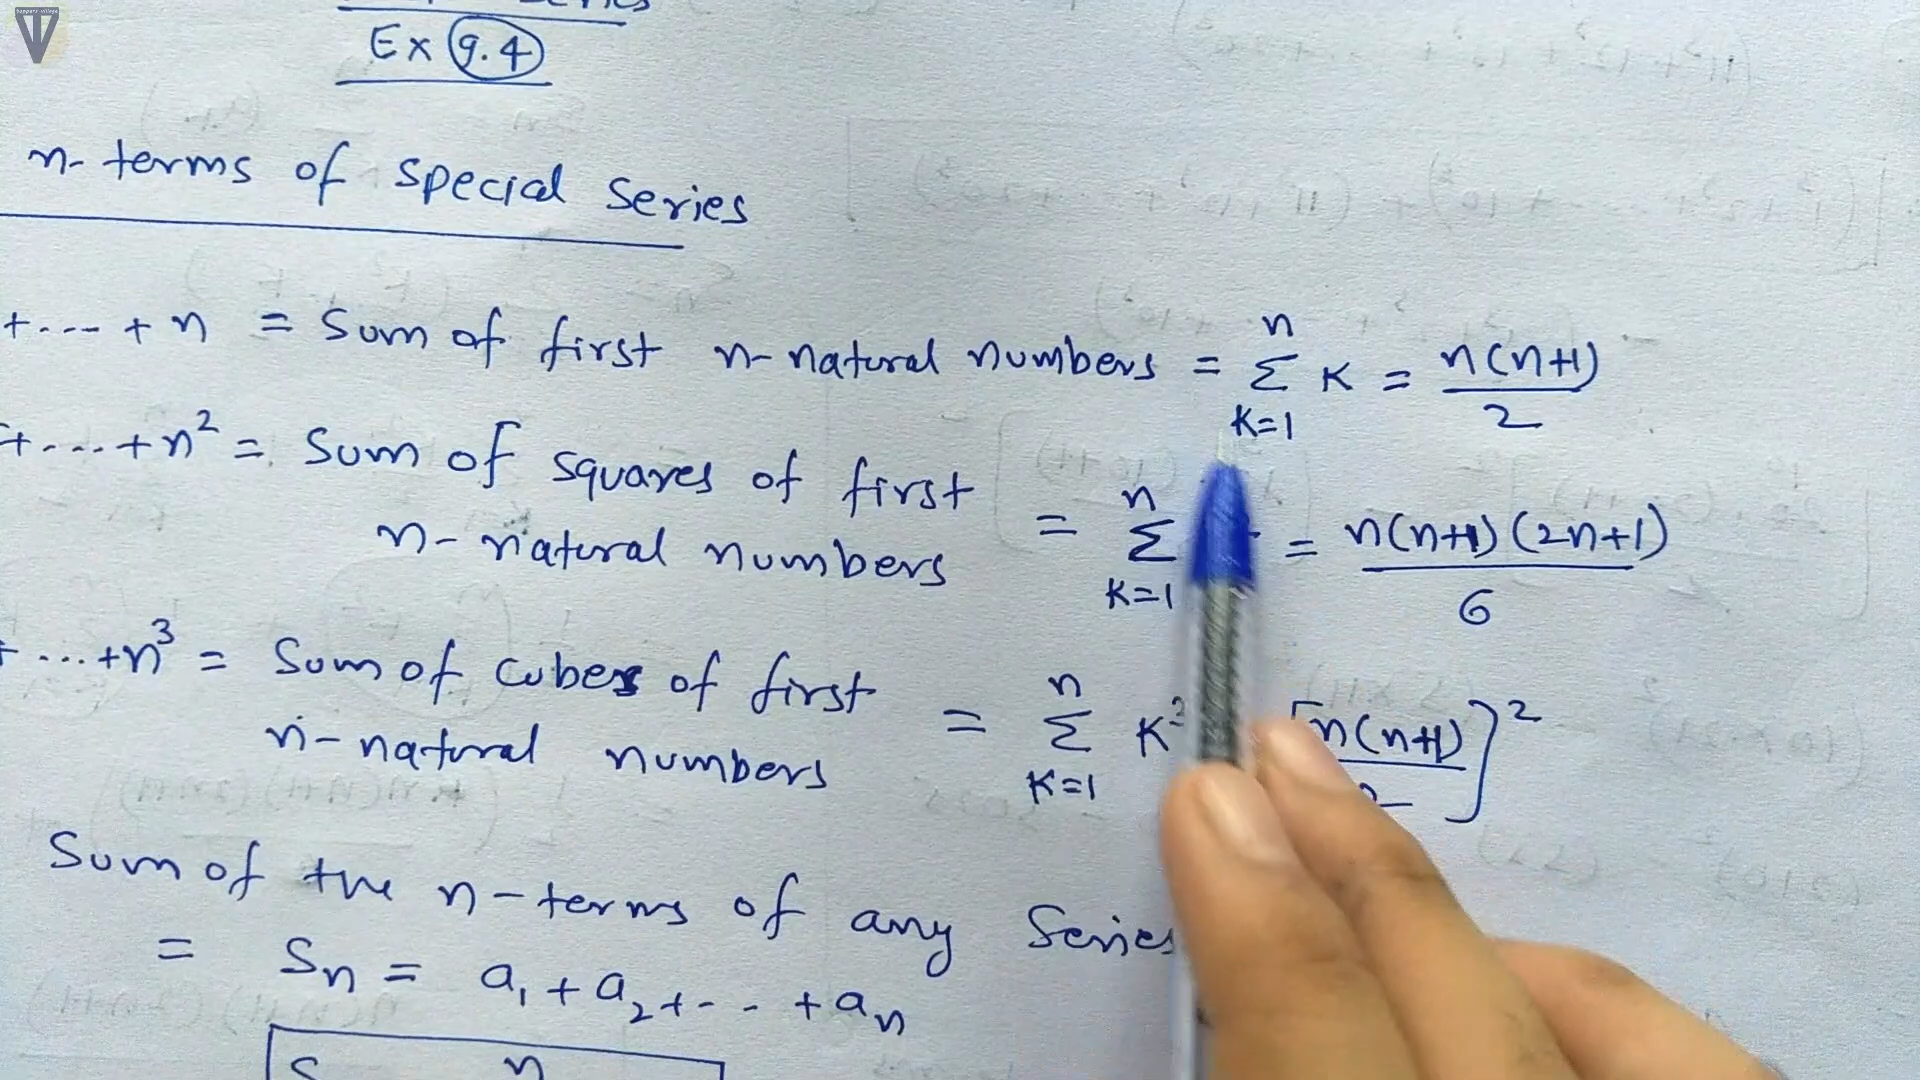 Ex 9.4
n-terms of special series
+---- + n = Sum of first n-natural numbers = n Σ K=1 K = n(n+1) / 2
+----+n² = Sum of squares of first
n-natural numbers = n Σ K=1 = n(n+1)(2n+1) / 6
+ ...+n³ = Sum of cubes of first
n-natural numbers = n Σ K=1 K³ [n(n+1) / 2]²
Sum of the n-terms of any Series
= Sn = a₁ + a₂ + - - - + an
S n